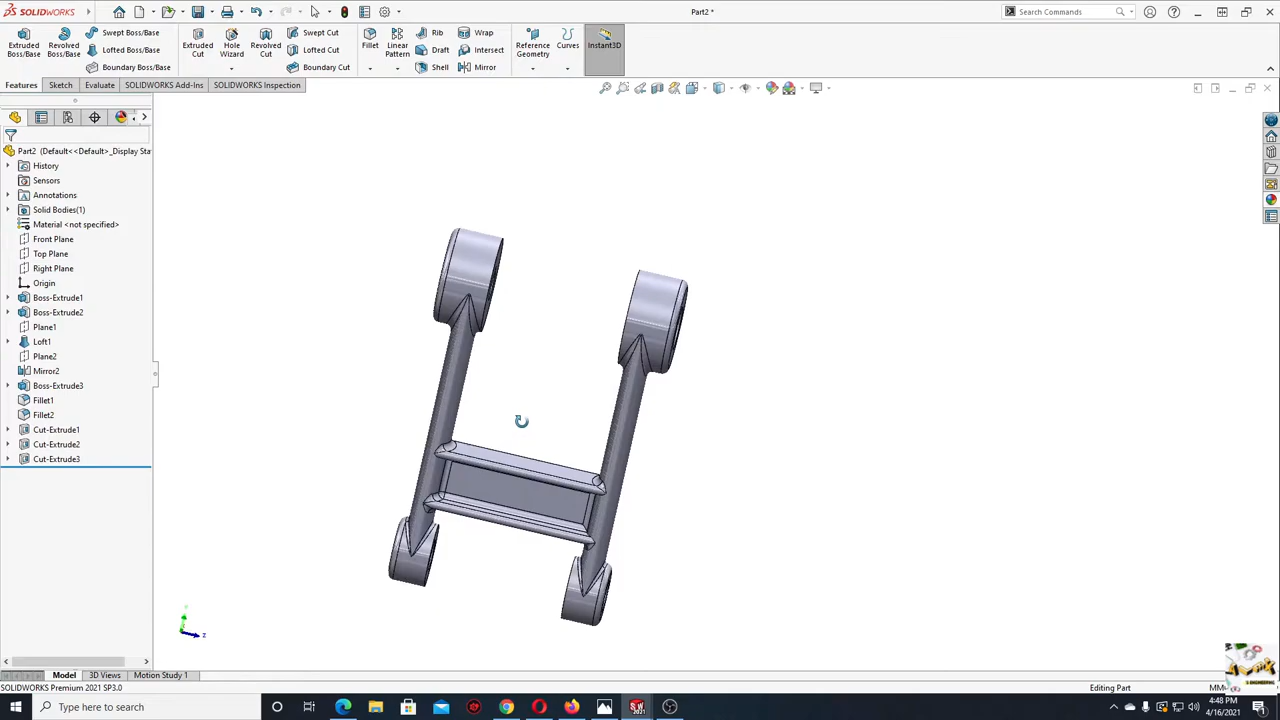 SOLIDWORKS
Part2 *
Search Commands
Extruded Boss/Base
Revolved Boss/Base
Swept Boss/Base
Lofted Boss/Base
Boundary Boss/Base
Extruded Cut
Hole Wizard
Revolved Cut
Swept Cut
Lofted Cut
Boundary Cut
Fillet
Linear Pattern
Rib
Draft
Shell
Wrap
Intersect
Mirror
Reference Geometry
Curves
Instant3D
Features
Sketch
Evaluate
SOLIDWORKS Add-Ins
SOLIDWORKS Inspection
Part2 (Default<<Default>_Display Sta
History
Sensors
Annotations
Solid Bodies(1)
Material <not specified>
Front Plane
Top Plane
Right Plane
Origin
Boss-Extrude1
Boss-Extrude2
Plane1
Loft1
Plane2
Mirror2
Boss-Extrude3
Fillet1
Fillet2
Cut-Extrude1
Cut-Extrude2
Cut-Extrude3
z
Model
3D Views
Motion Study 1
SOLIDWORKS Premium 2021 SP3.0
Editing Part
Type here to search
4:48 PM
4/16/2021